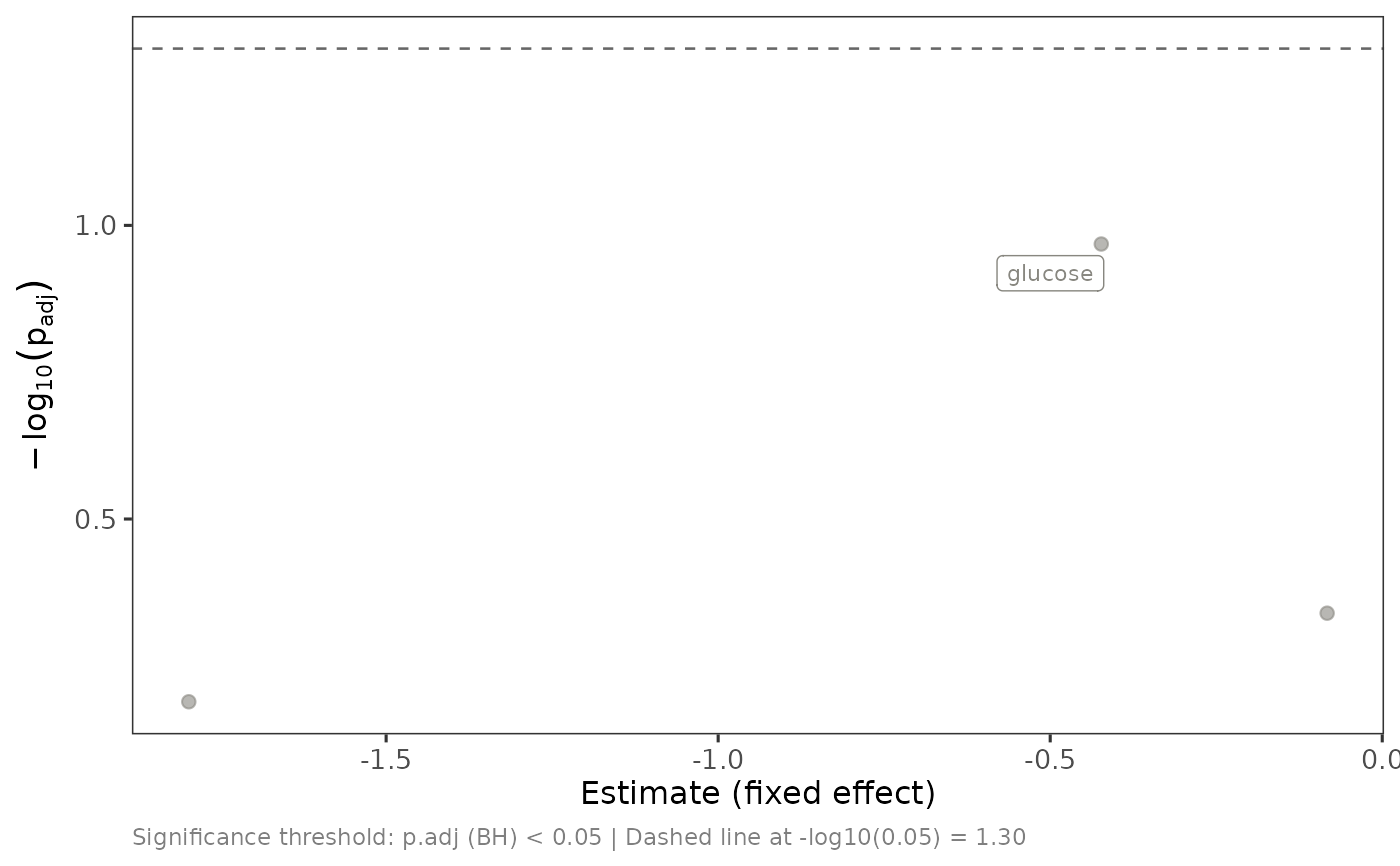 1.0
glucose
0.5
− log10(padj)
-1.5 -1.0 -0.5 0.0
Estimate (fixed effect)
Significance threshold: p.adj (BH) < 0.05 | Dashed line at -log10(0.05) = 1.30